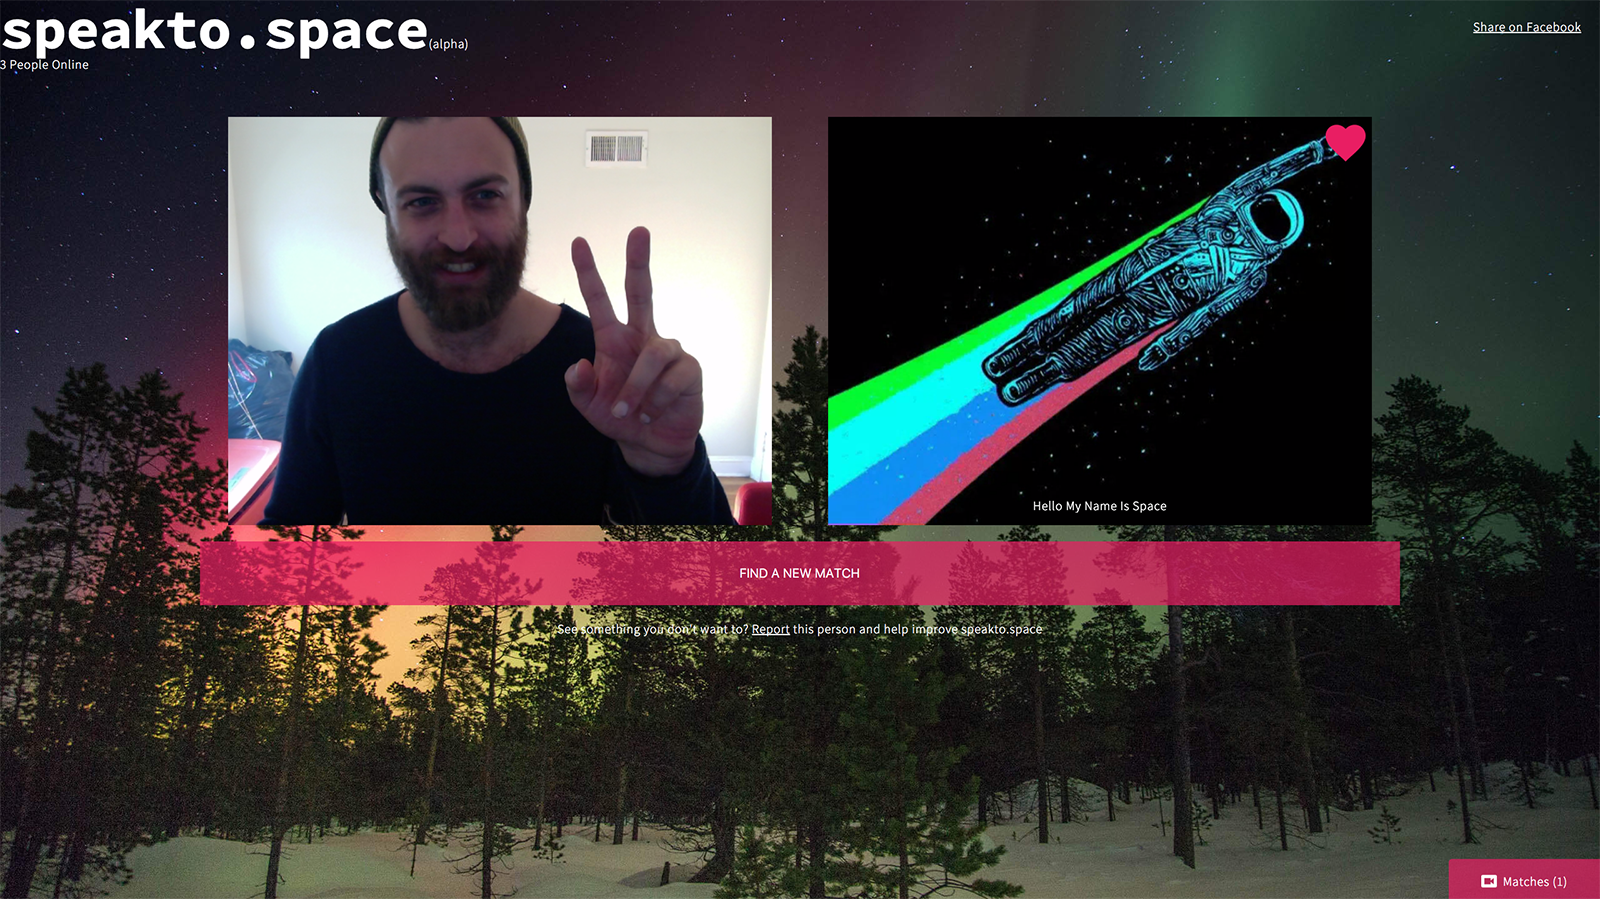 speakto.space (alpha)
Share on Facebook
3 People Online
Hello My Name Is Space
FIND A NEW MATCH
See something you don't want to? Report this person and help improve speakto.space
Matches (1)